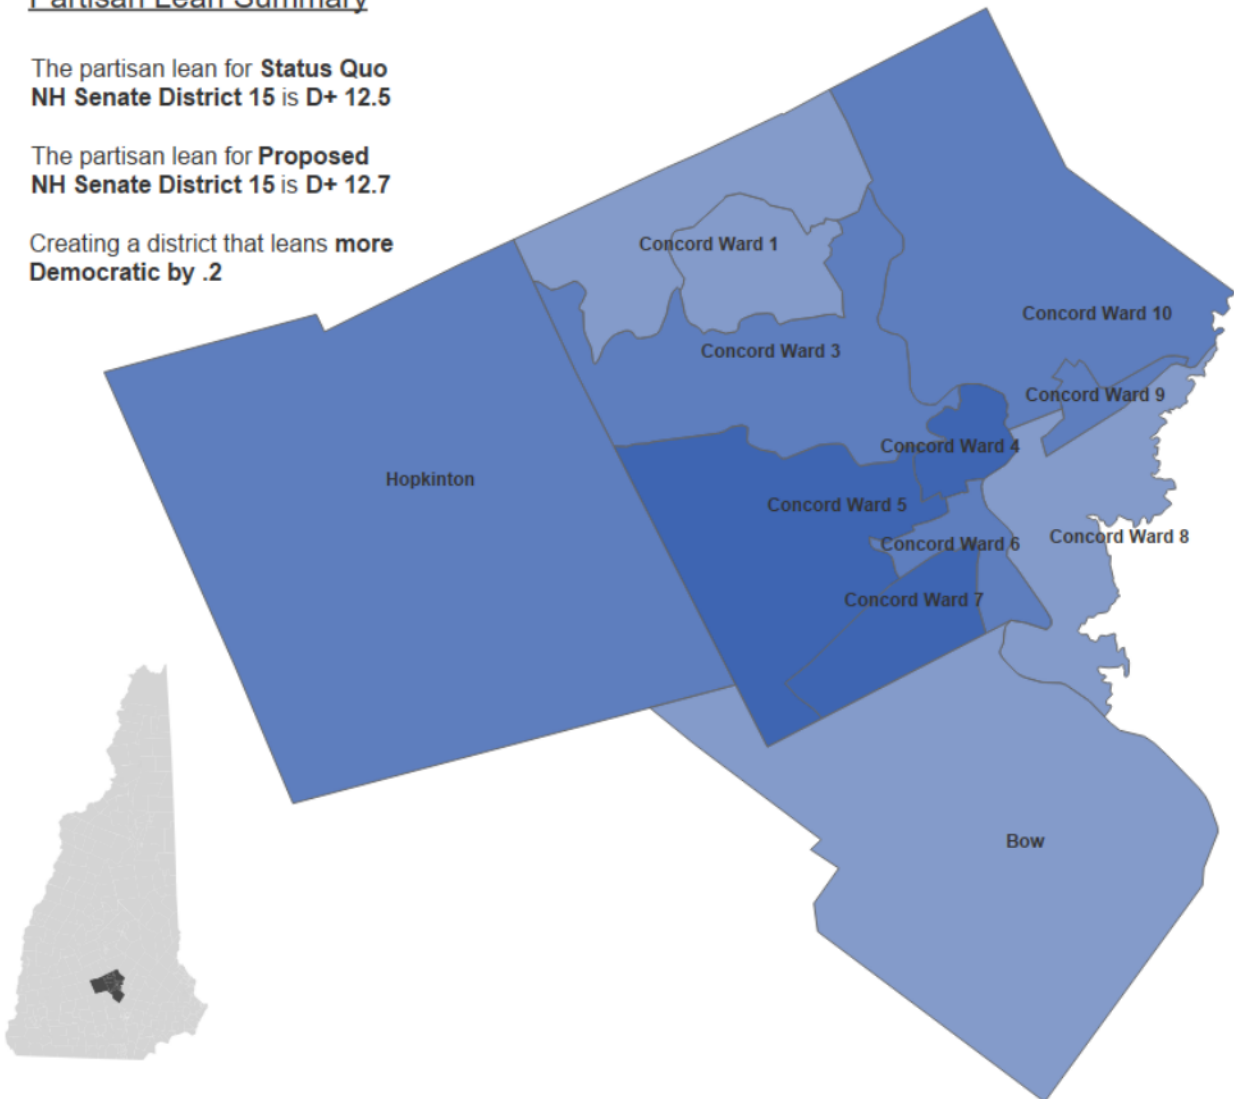 Partisan Lean Summary
The partisan lean for Status Quo
NH Senate District 15 is D+ 12.5
The partisan lean for Proposed
NH Senate District 15 is D+ 12.7
Creating a district that leans more
Democratic by .2
Concord Ward 1
Concord Ward 10
Concord Ward 3
Concord Ward 9
Concord Ward 4
Hopkinton
Concord Ward 5
Concord Ward 8
Concord Ward 6
Concord Ward 7
Bow